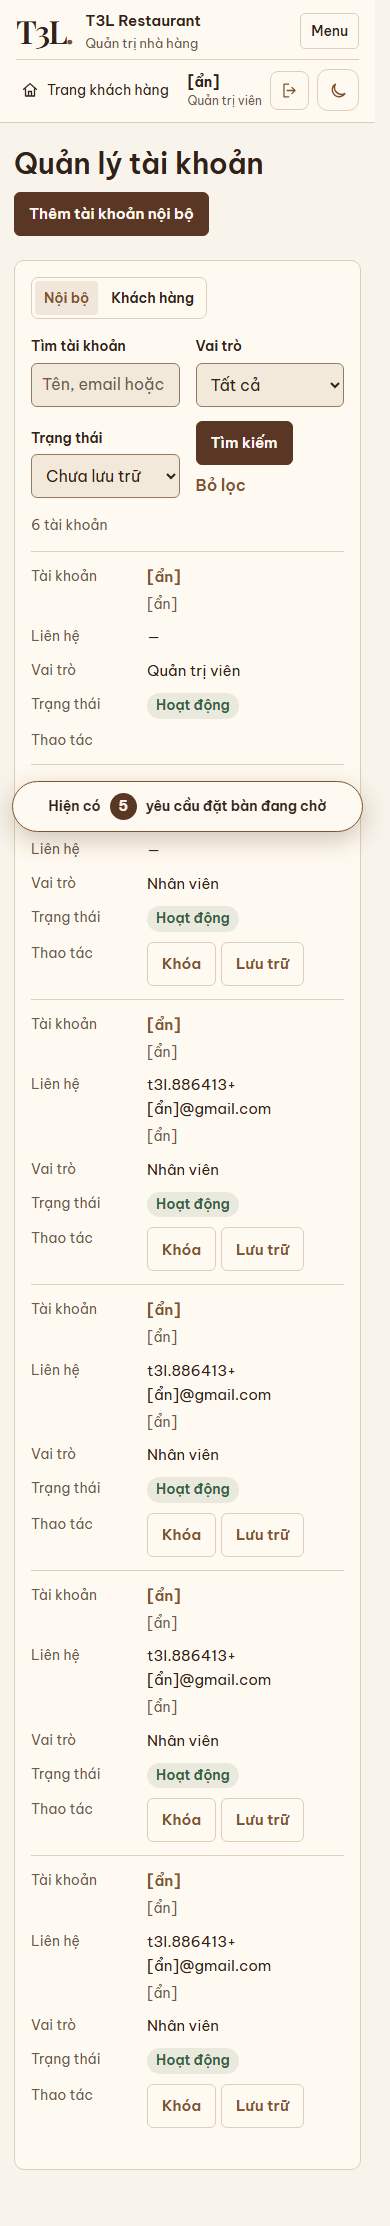 T3L.
T3L Restaurant
Quản trị nhà hàng
Menu
Trang khách hàng
[ẩn]
Quản trị viên
Quản lý tài khoản
Thêm tài khoản nội bộ
Nội bộ
Khách hàng
Tìm tài khoản
Vai trò
Tên, email hoặc
Tất cả
Trạng thái
Tìm kiếm
Chưa lưu trữ
Bỏ lọc
6 tài khoản
Tài khoản [ẩn]
[ẩn]
Liên hệ —
Vai trò Quản trị viên
Trạng thái Hoạt động
Thao tác
Hiện có 5 yêu cầu đặt bàn đang chờ
Liên hệ —
Vai trò Nhân viên
Trạng thái Hoạt động
Thao tác Khóa Lưu trữ
Tài khoản [ẩn]
[ẩn]
Liên hệ t3l.886413+
[ẩn]@gmail.com
[ẩn]
Vai trò Nhân viên
Trạng thái Hoạt động
Thao tác Khóa Lưu trữ
Tài khoản [ẩn]
[ẩn]
Liên hệ t3l.886413+
[ẩn]@gmail.com
[ẩn]
Vai trò Nhân viên
Trạng thái Hoạt động
Thao tác Khóa Lưu trữ
Tài khoản [ẩn]
[ẩn]
Liên hệ t3l.886413+
[ẩn]@gmail.com
[ẩn]
Vai trò Nhân viên
Trạng thái Hoạt động
Thao tác Khóa Lưu trữ
Tài khoản [ẩn]
[ẩn]
Liên hệ t3l.886413+
[ẩn]@gmail.com
[ẩn]
Vai trò Nhân viên
Trạng thái Hoạt động
Thao tác Khóa Lưu trữ